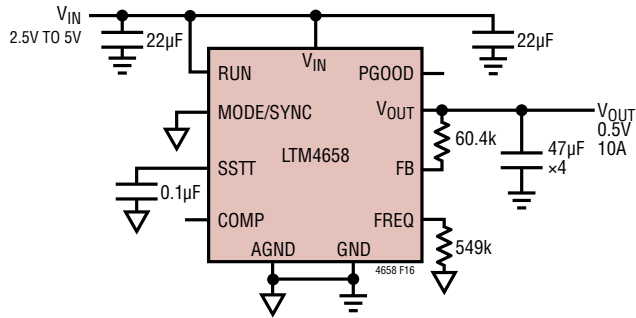 VIN
2.5V TO 5V
22µF
22µF
RUN
VIN
PGOOD
MODE/SYNC
VOUT
VOUT
0.5V
10A
60.4k
47µF
×4
LTM4658
SSTT
FB
0.1µF
COMP
FREQ
549k
AGND
GND
4658 F16